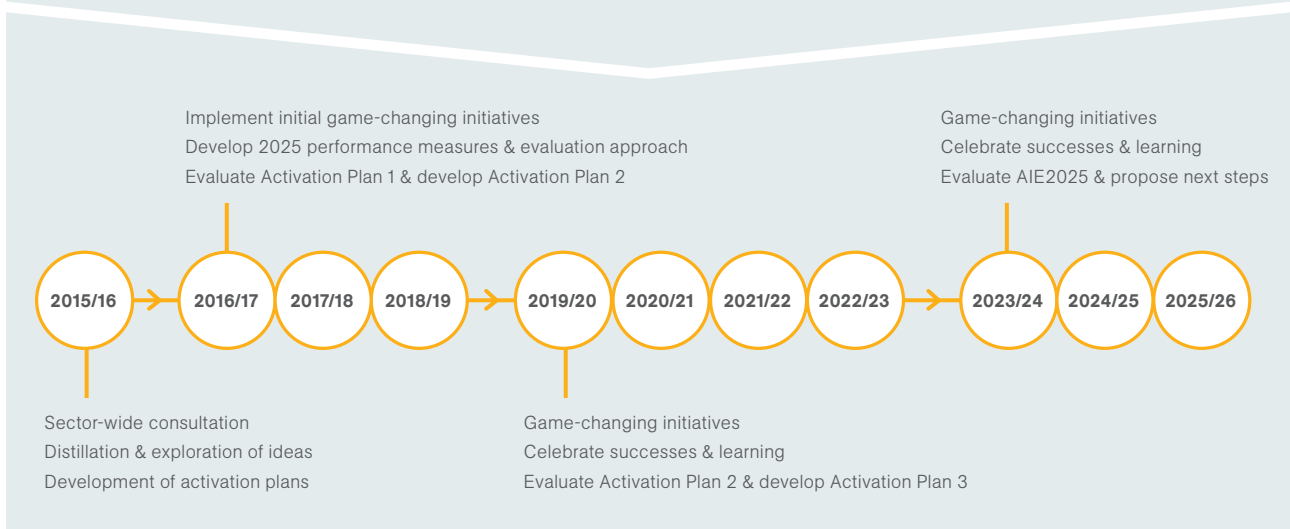 Implement initial game-changing initiatives
Develop 2025 performance measures & evaluation approach
Evaluate Activation Plan 1 & develop Activation Plan 2
Game-changing initiatives
Celebrate successes & learning
Evaluate AIE2025 & propose next steps
2015/16
2016/17
2017/18
2018/19
2019/20
2020/21
2021/22
2022/23
2023/24
2024/25
2025/26
Sector-wide consultation
Distillation & exploration of ideas
Development of activation plans
Game-changing initiatives
Celebrate successes & learning
Evaluate Activation Plan 2 & develop Activation Plan 3